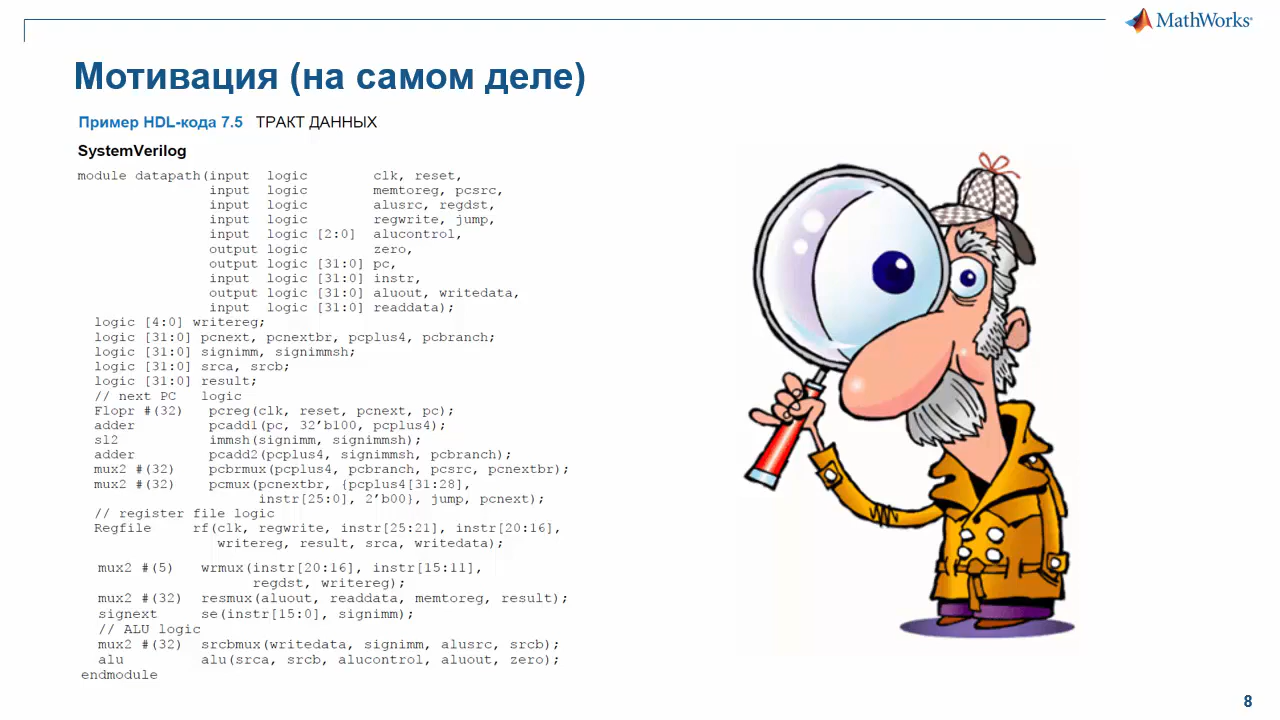 MathWorks
Мотивация (на самом деле)
Пример HDL-кода 7.5 ТРАКТ ДАННЫХ
SystemVerilog
module datapath(input logic clk, reset,
input logic memtoreg, pcsrc,
input logic alusrc, regdst,
input logic regwrite, jump,
input logic [2:0] alucontrol,
output logic zero,
output logic [31:0] pc,
input logic [31:0] instr,
output logic [31:0] aluout, writedata,
input logic [31:0] readdata);
logic [4:0] writereg;
logic [31:0] pcnext, pcnextbr, pcplus4, pcbranch;
logic [31:0] signimm, signimmsh;
logic [31:0] srca, srcb;
logic [31:0] result;
// next PC logic
Flopr #(32) pcreg(clk, reset, pcnext, pc);
adder pcadd1(pc, 32’b100, pcplus4);
sl2 immsh(signimm, signimmsh);
adder pcadd2(pcplus4, signimmsh, pcbranch);
mux2 #(32) pcbrmux(pcplus4, pcbranch, pcsrc, pcnextbr);
mux2 #(32) pcmux(pcnextbr, {pcplus4[31:28],
instr[25:0], 2’b00}, jump, pcnext);
// register file logic
Regfile rf(clk, regwrite, instr[25:21], instr[20:16],
writereg, result, srca, writedata);
mux2 #(5) wrmux(instr[20:16], instr[15:11],
regdst, writereg);
mux2 #(32) resmux(aluout, readdata, memtoreg, result);
signext se(instr[15:0], signimm);
// ALU logic
mux2 #(32) srcbmux(writedata, signimm, alusrc, srcb);
alu alu(srca, srcb, alucontrol, aluout, zero);
endmodule
8